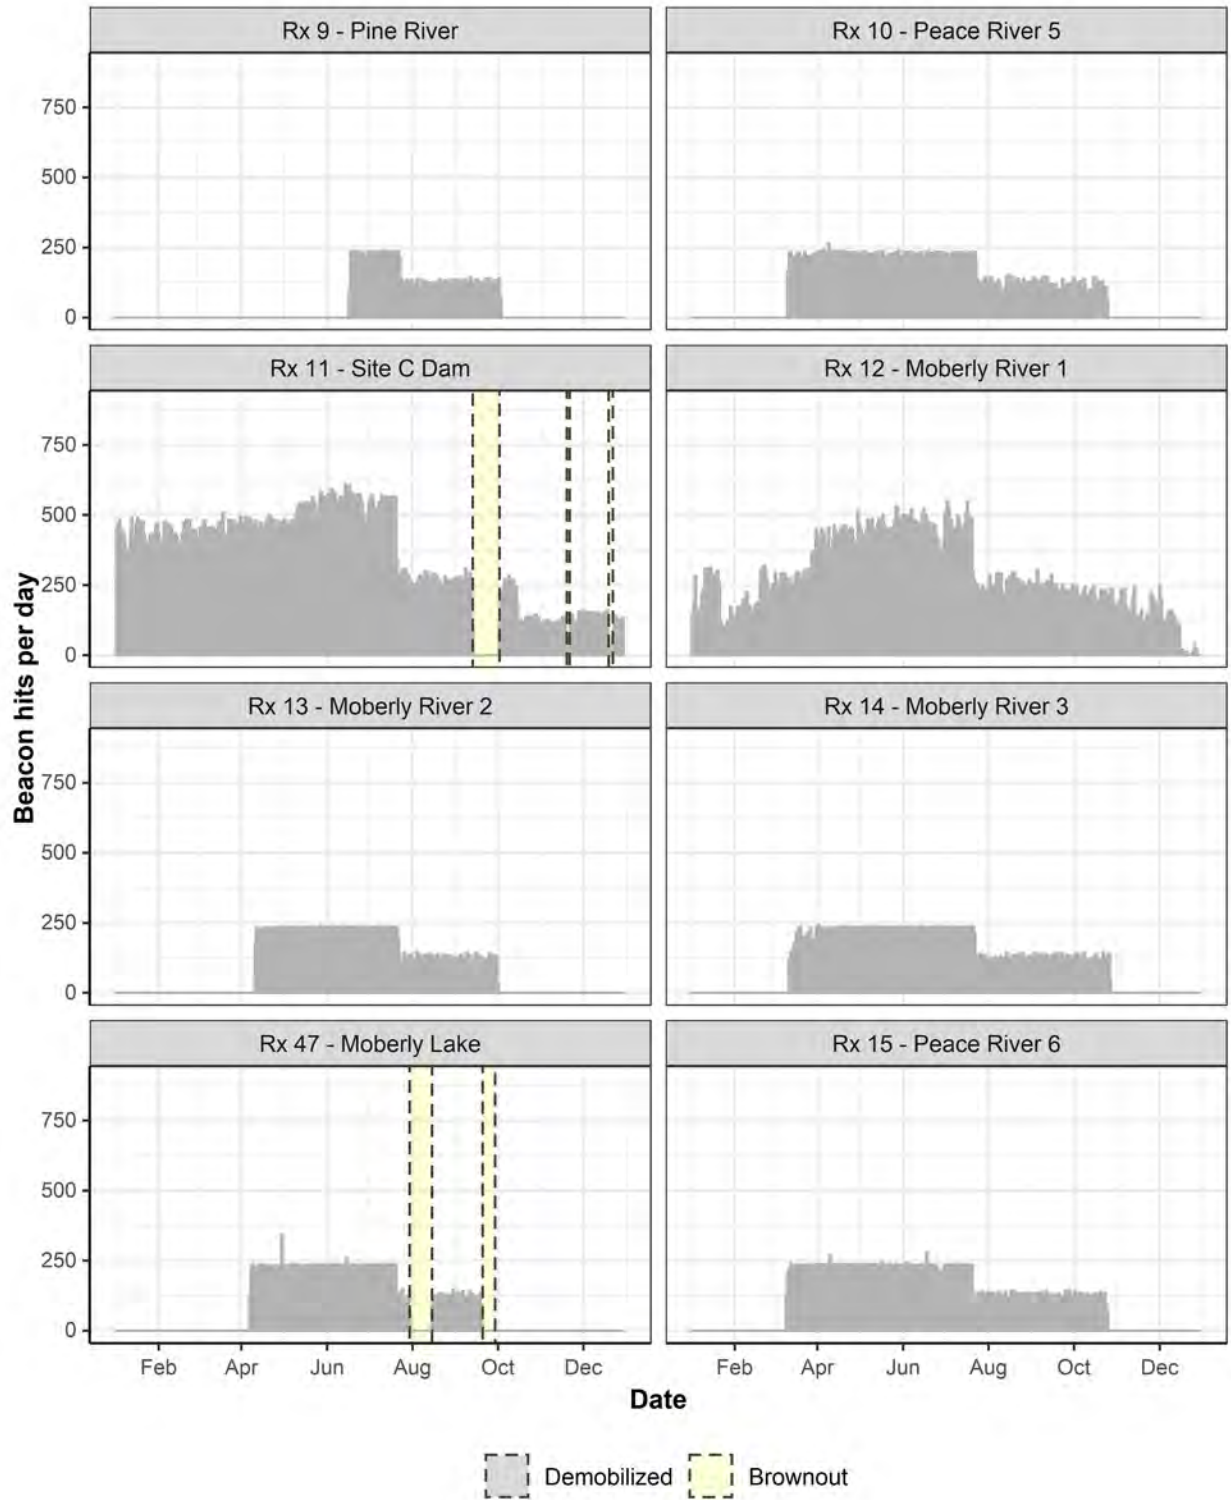 Rx 9 - Pine River
Rx 10 - Peace River 5
750
500
250
0
Rx 11 - Site C Dam
Rx 12 - Moberly River 1
750
500
250
0
Rx 13 - Moberly River 2
Rx 14 - Moberly River 3
750
500
250
0
Rx 47 - Moberly Lake
Rx 15 - Peace River 6
750
500
250
0
Beacon hits per day
Feb Apr Jun Aug Oct Dec
Feb Apr Jun Aug Oct Dec
Date
Demobilized
Brownout